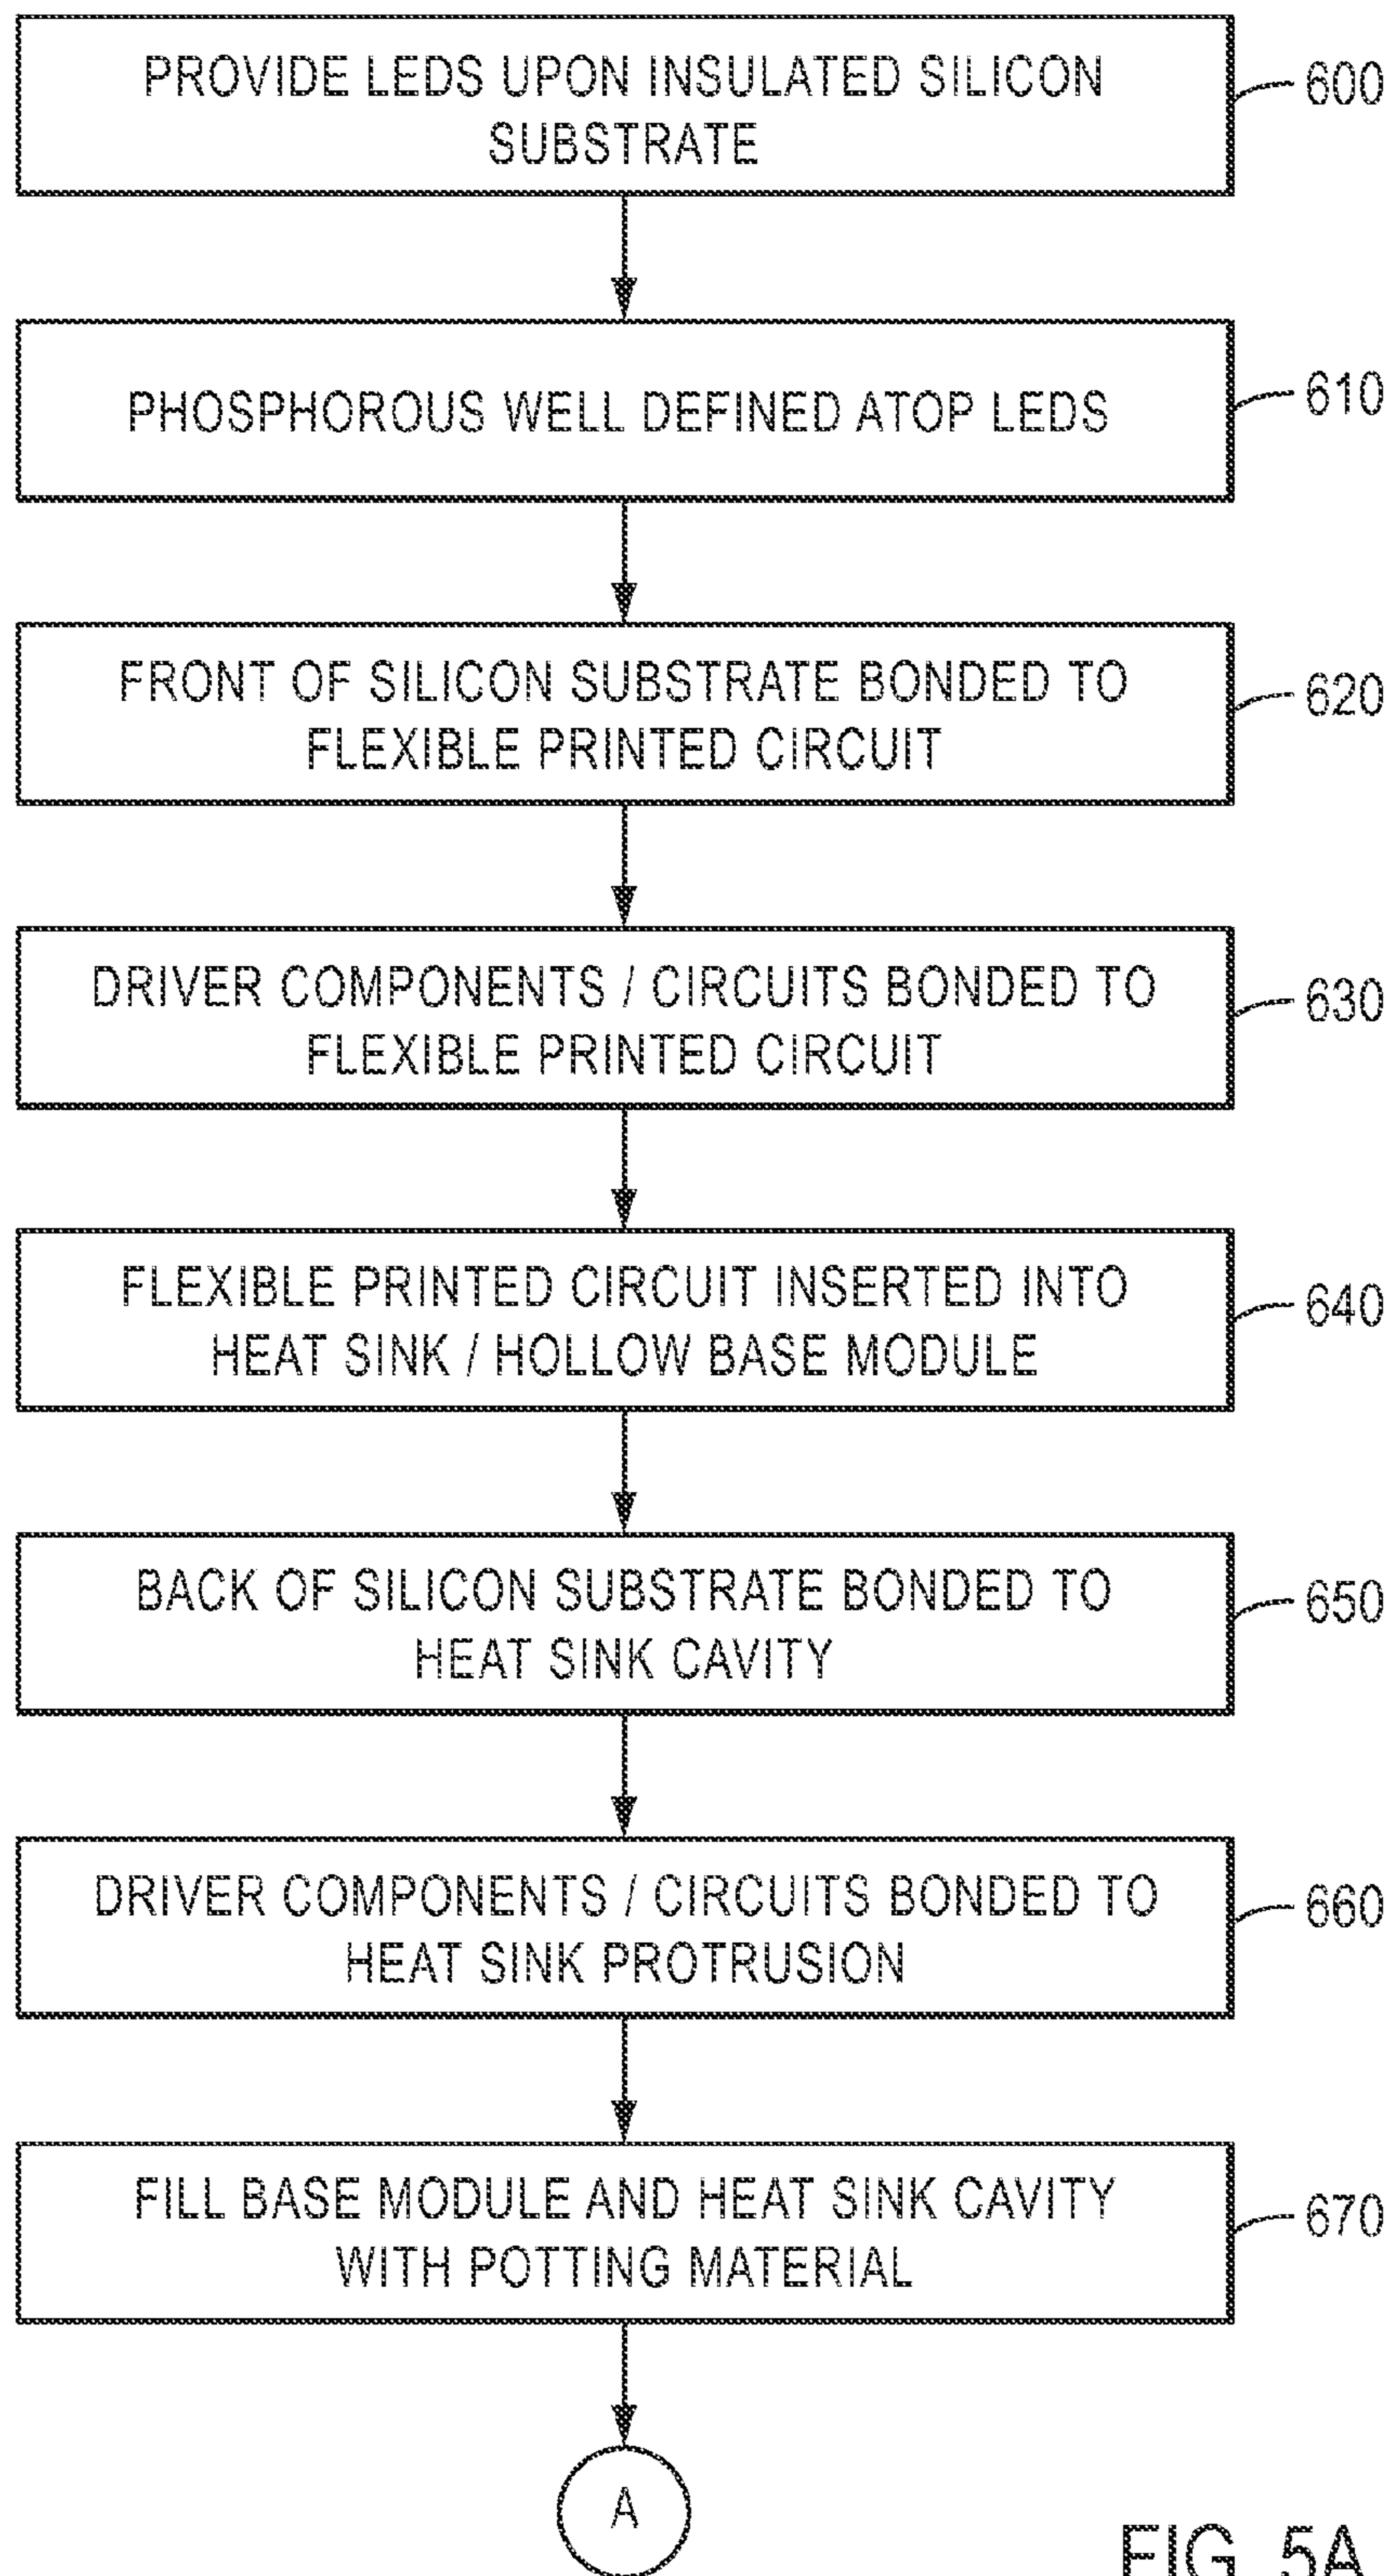 PROVIDE LEDS UPON INSULATED SILICON
SUBSTRATE
600
PHOSPHOROUS WELL DEFINED ATOP LEDS
610
FRONT OF SILICON SUBSTRATE BONDED TO
FLEXIBLE PRINTED CIRCUIT
620
DRIVER COMPONENTS / CIRCUITS BONDED TO
FLEXIBLE PRINTED CIRCUIT
630
FLEXIBLE PRINTED CIRCUIT INSERTED INTO
HEAT SINK / HOLLOW BASE MODULE
640
BACK OF SILICON SUBSTRATE BONDED TO
HEAT SINK CAVITY
650
DRIVER COMPONENTS / CIRCUITS BONDED TO
HEAT SINK PROTRUSION
660
FILL BASE MODULE AND HEAT SINK CAVITY
WITH POTTING MATERIAL
670
A
FIG. 5A